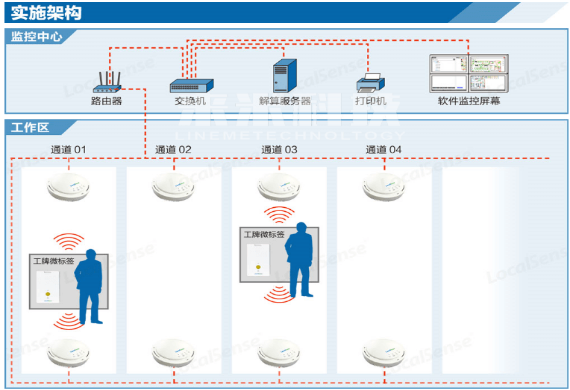 实施架构
监控中心
路由器
交换机
解算服务器
打印机
软件监控屏幕
LINEMETECHNOLTOGY
工作区
通道 01
通道 02
通道 03
通道 04
工牌微标签
工牌微标签
LocalSense
LocalSense
LocalSense
LocalSense